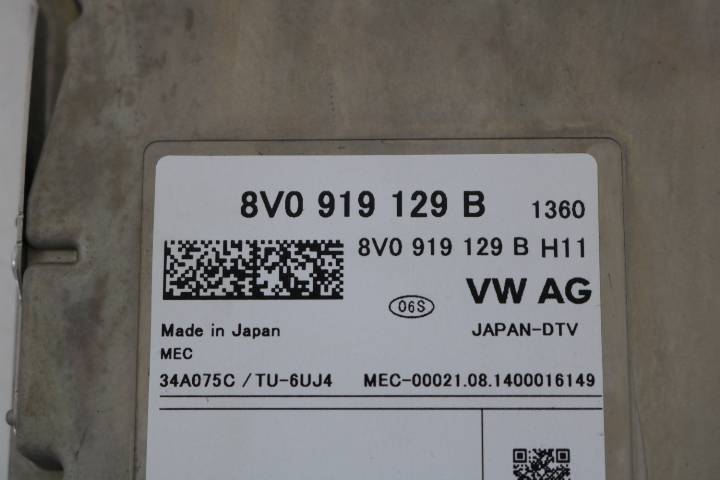 8V0 919 129 B 1360
8V0 919 129 B H11
06S VW AG
Made in Japan JAPAN-DTV
MEC
34A075C / TU-6UJ4 MEC-00021.08.1400016149